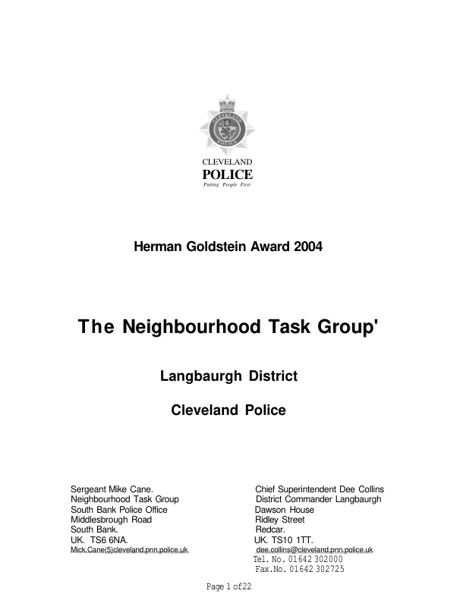 CLEVELAND
POLICE
Putting People First
Herman Goldstein Award 2004
The Neighbourhood Task Group'
Langbaurgh District
Cleveland Police
Sergeant Mike Cane.
Neighbourhood Task Group
South Bank Police Office
Middlesbrough Road
South Bank.
UK. TS6 6NA.
Mick.Cane(5)cleveland.pnn.police.uk
Chief Superintendent Dee Collins
District Commander Langbaurgh
Dawson House
Ridley Street
Redcar.
UK. TS10 1TT.
dee.collins@cleveland.pnn.police.uk
Tel. No. 01642 302000
Fax.No. 01642 302725
Page 1 of 22